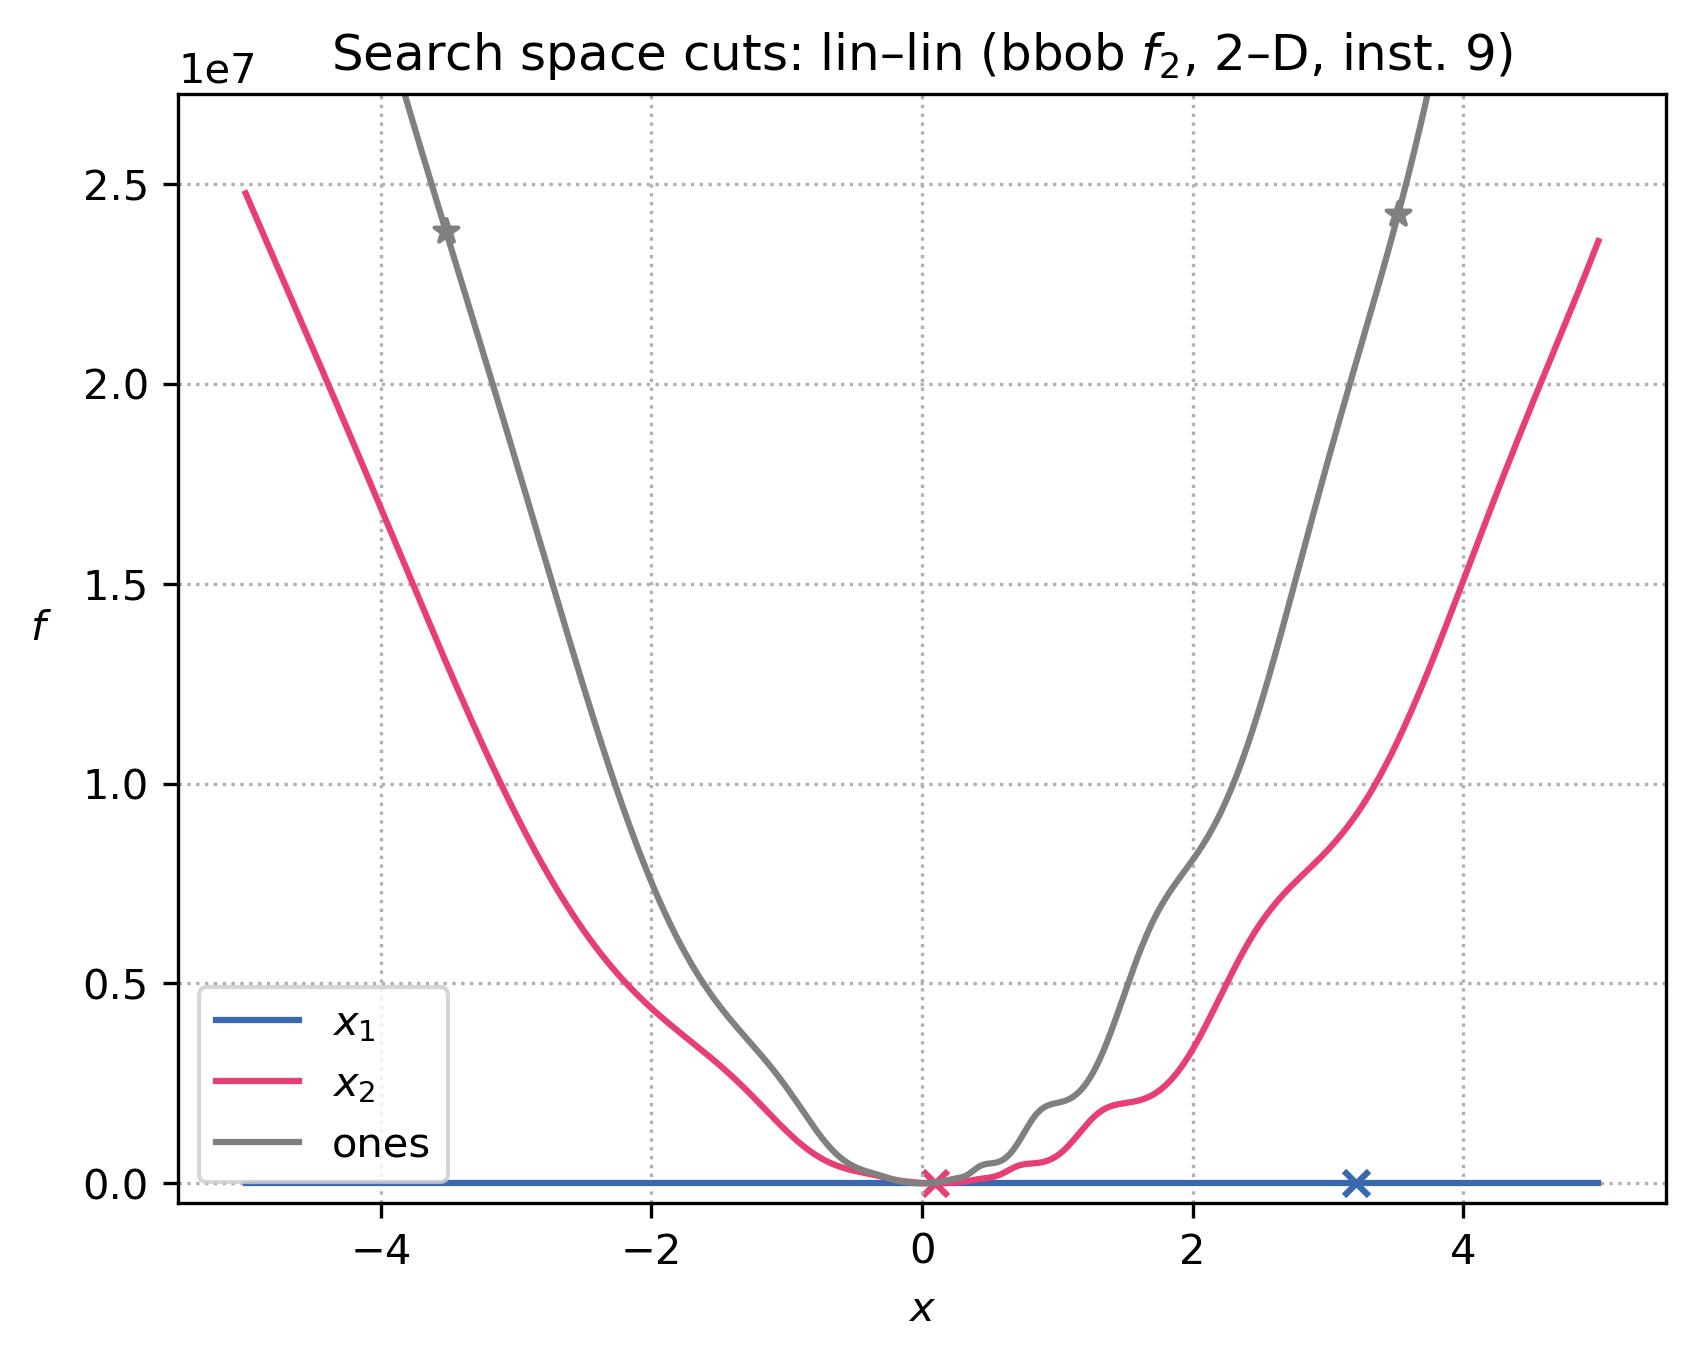 Search space cuts: lin–lin (bbob f₂, 2–D, inst. 9)
1e7
2.5
2.0
1.5
f
1.0
0.5
0.0
x₁
x₂
ones
−4 −2 0 2 4
x